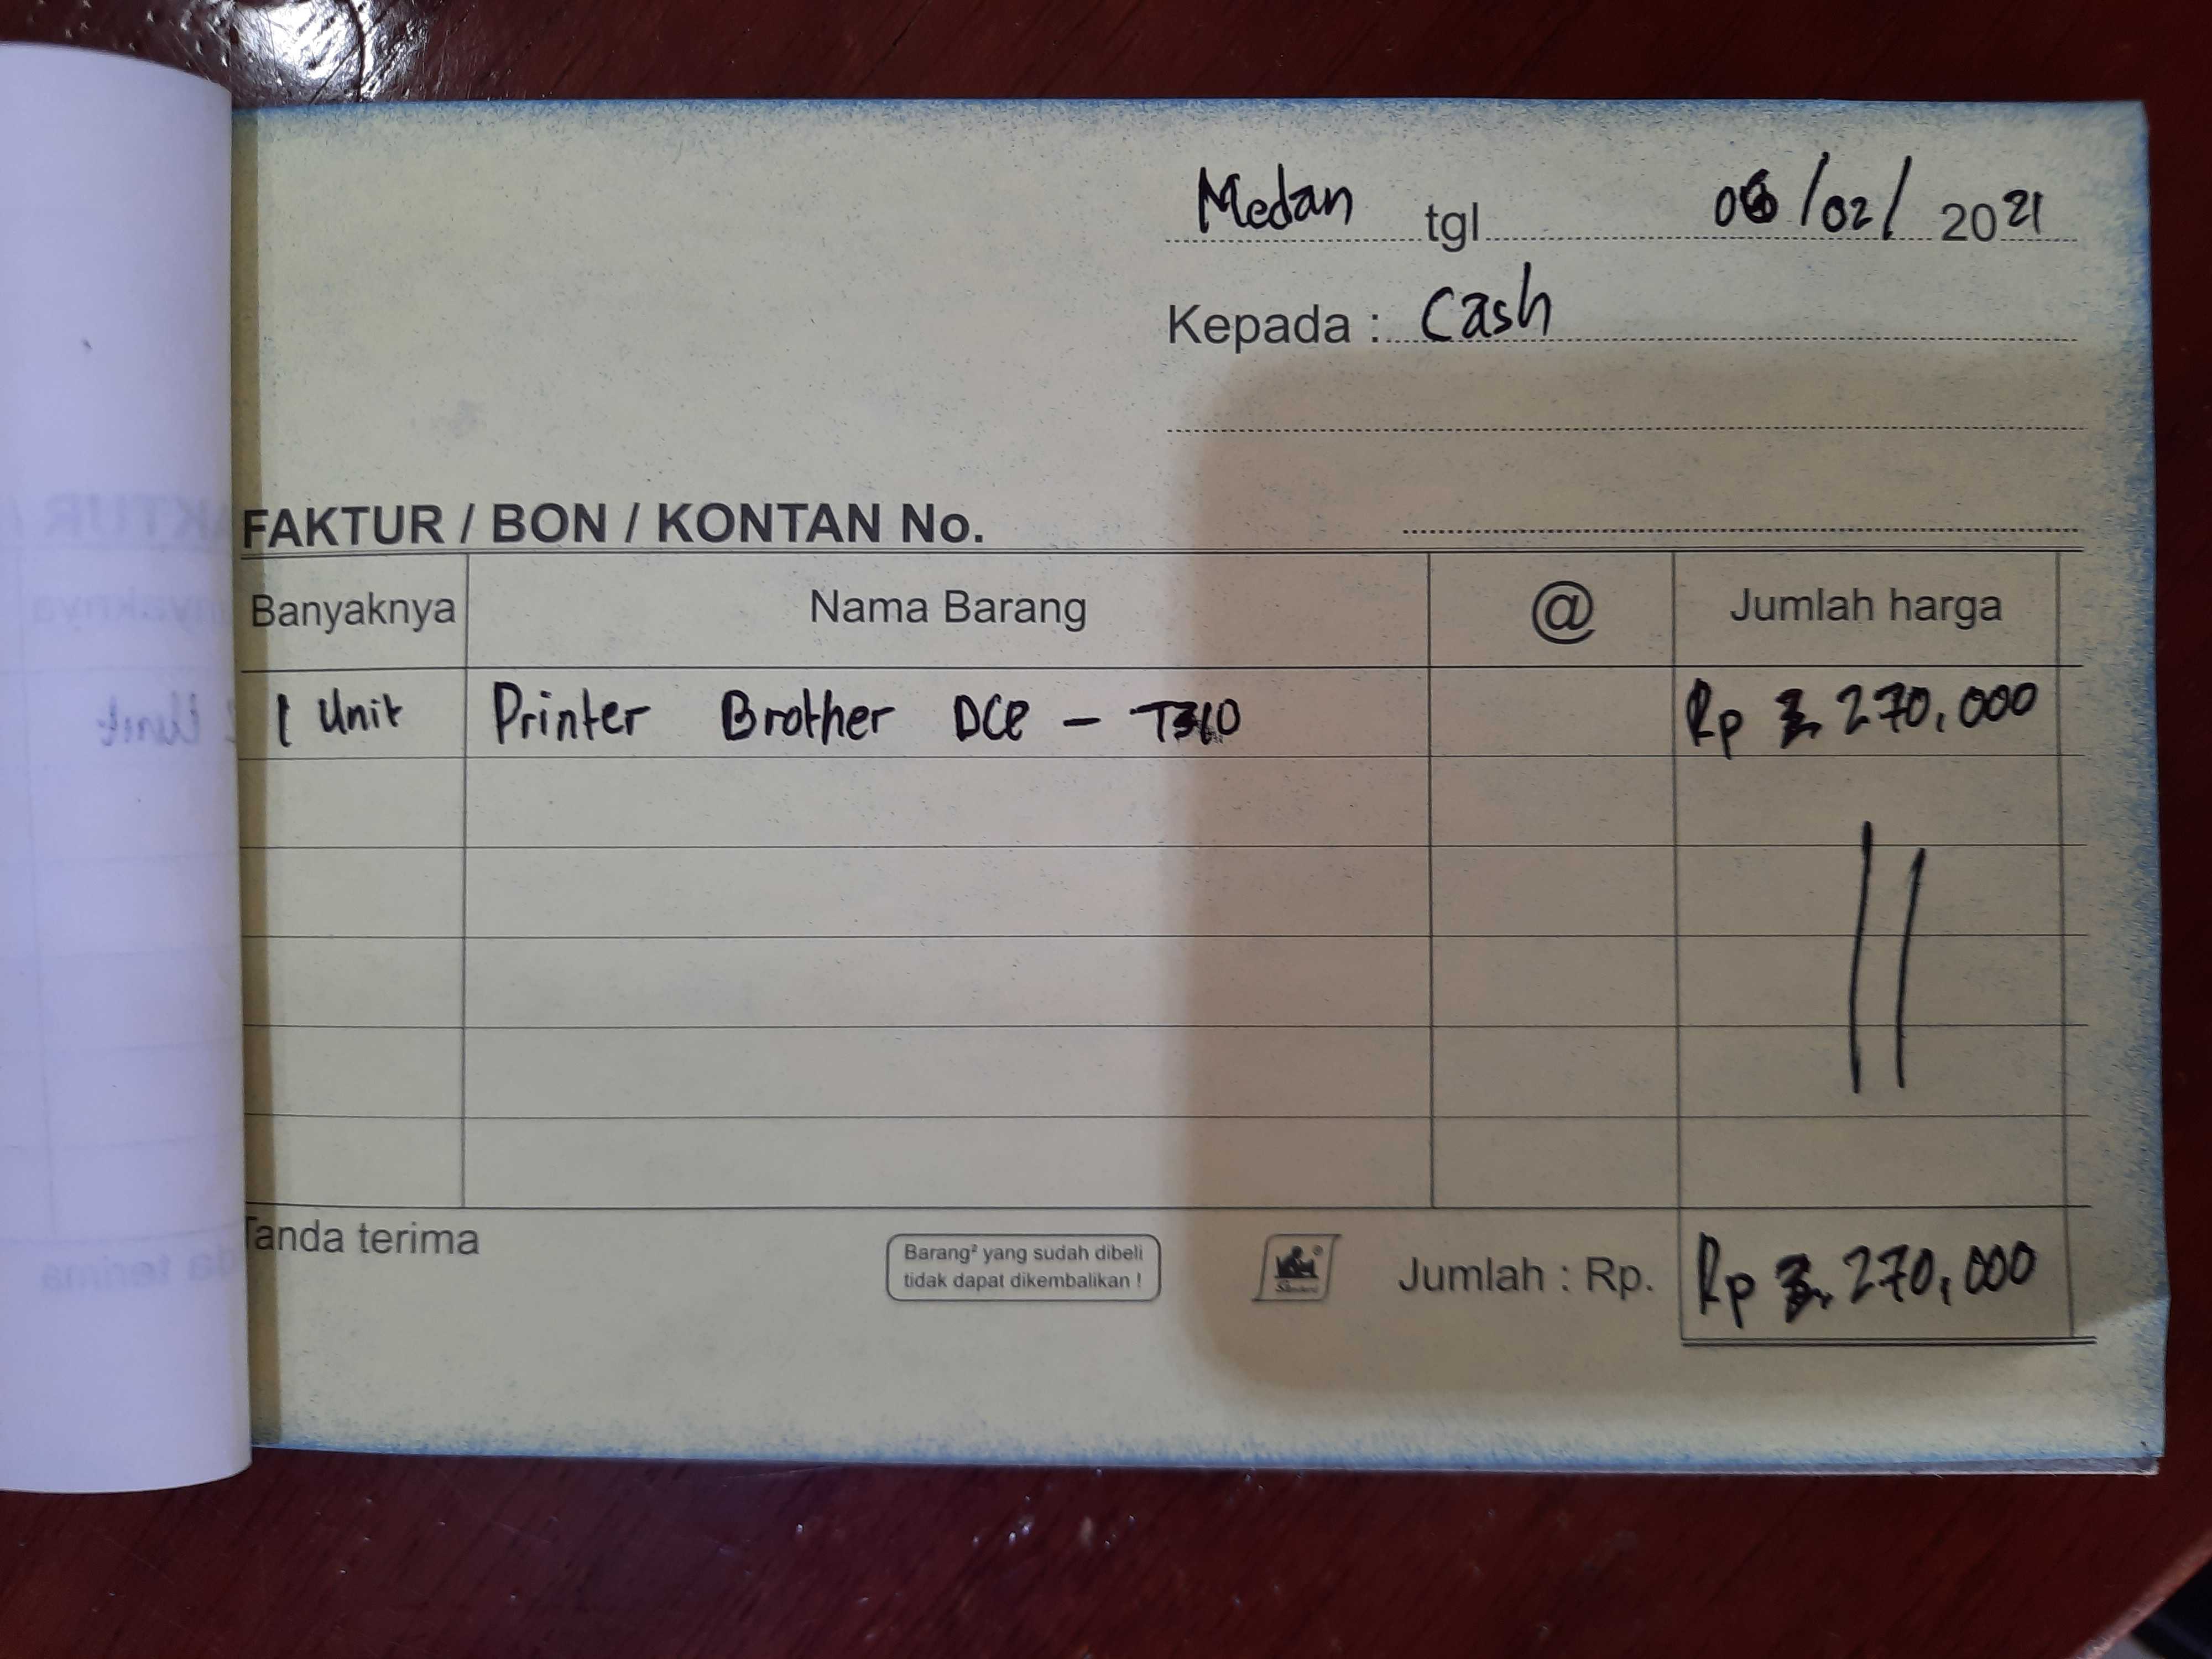 Medan tgl 06/02/ 2021
Kepada : Cash
FAKTUR / BON / KONTAN No.
Banyaknya Nama Barang @ Jumlah harga
1 Unit Printer Brother DCP - T310 Rp 2.270,000
Tanda terima
Barang² yang sudah dibeli
tidak dapat dikembalikan !
Jumlah : Rp. Rp 2.270,000